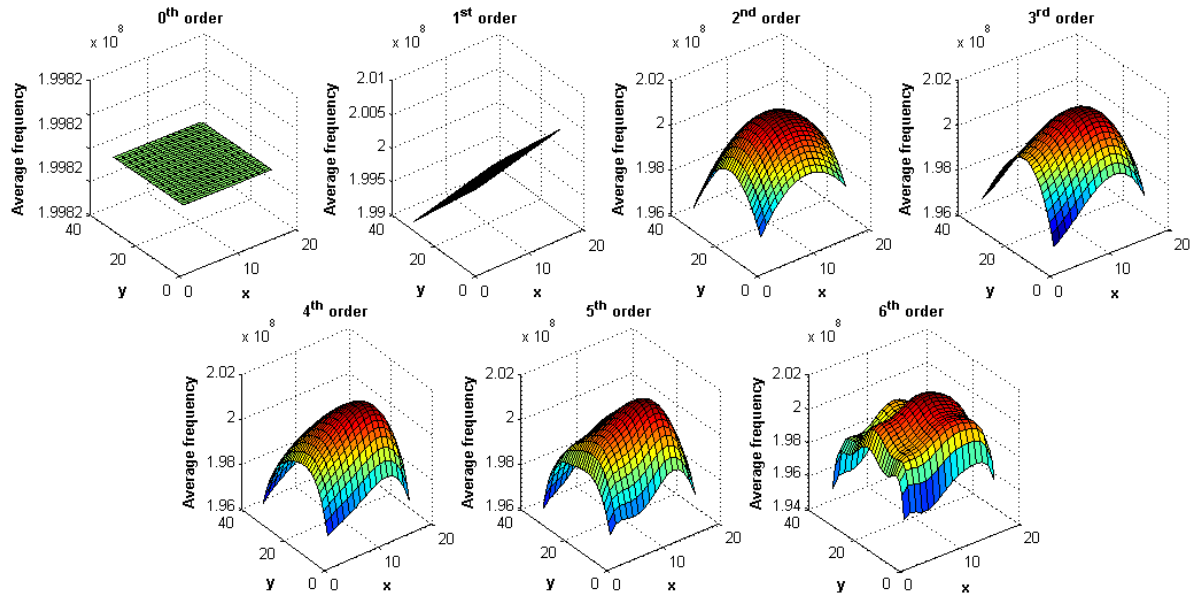 0th order
x 10^8
Average frequency
1.9982
1.9982
1.9982
1.9982
1.9982
40
20
0
y
0
10
20
x
1st order
x 10^8
Average frequency
2.01
2.005
2
1.995
1.99
40
20
0
y
0
10
20
x
2nd order
x 10^8
Average frequency
2.02
2
1.98
1.96
40
20
0
y
0
10
20
x
3rd order
x 10^8
Average frequency
2.02
2
1.98
1.96
40
20
0
y
0
10
20
x
4th order
x 10^8
Average frequency
2.02
2
1.98
1.96
40
20
0
y
0
10
20
x
5th order
x 10^8
Average frequency
2.02
2
1.98
1.96
40
20
0
y
0
10
20
x
6th order
x 10^8
Average frequency
2.02
2
1.98
1.96
1.94
40
20
0
y
0
10
20
x